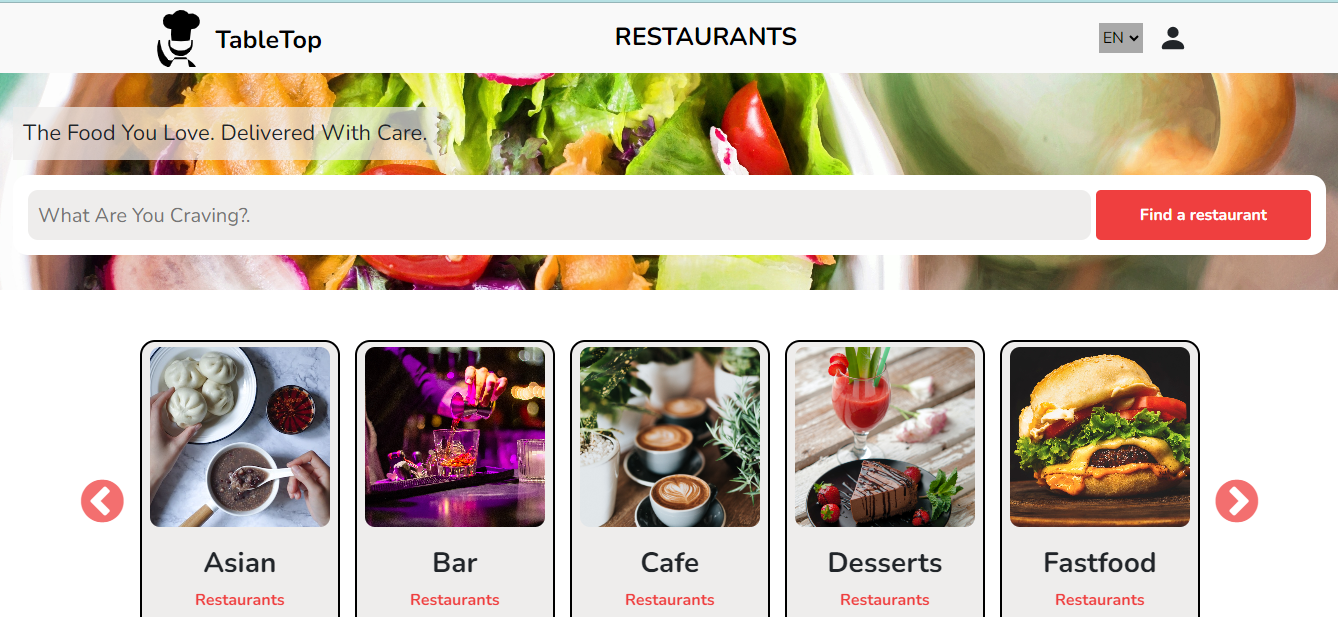 TableTop
RESTAURANTS
EN
The Food You Love. Delivered With Care.
What Are You Craving?.
Find a restaurant
Asian
Restaurants
Bar
Restaurants
Cafe
Restaurants
Desserts
Restaurants
Fastfood
Restaurants